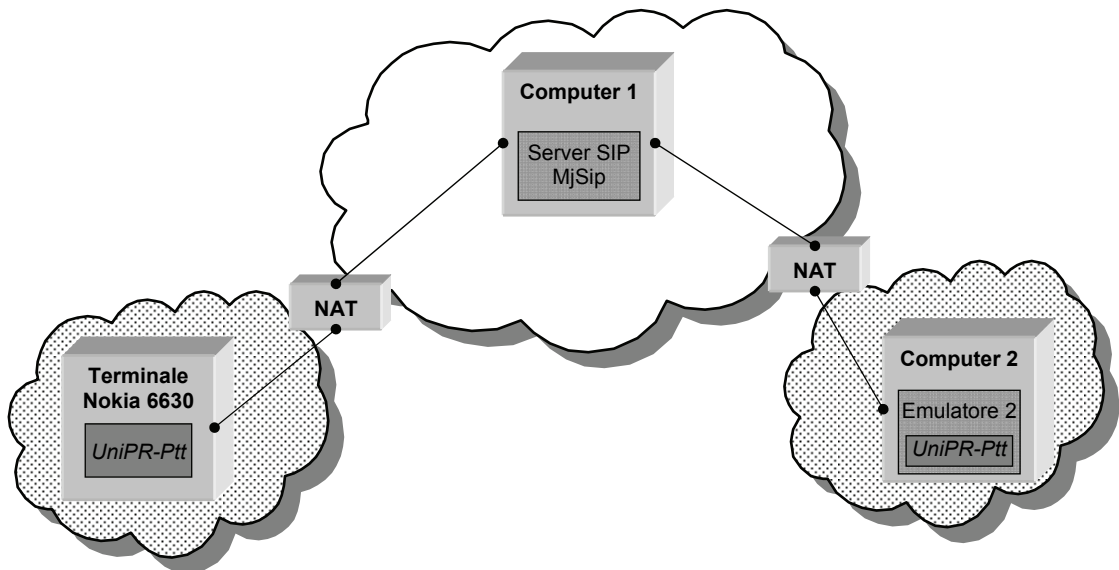 Computer 1
Server SIP
MjSip
NAT
NAT
Terminale
Nokia 6630
UniPR-Ptt
Computer 2
Emulatore 2
UniPR-Ptt